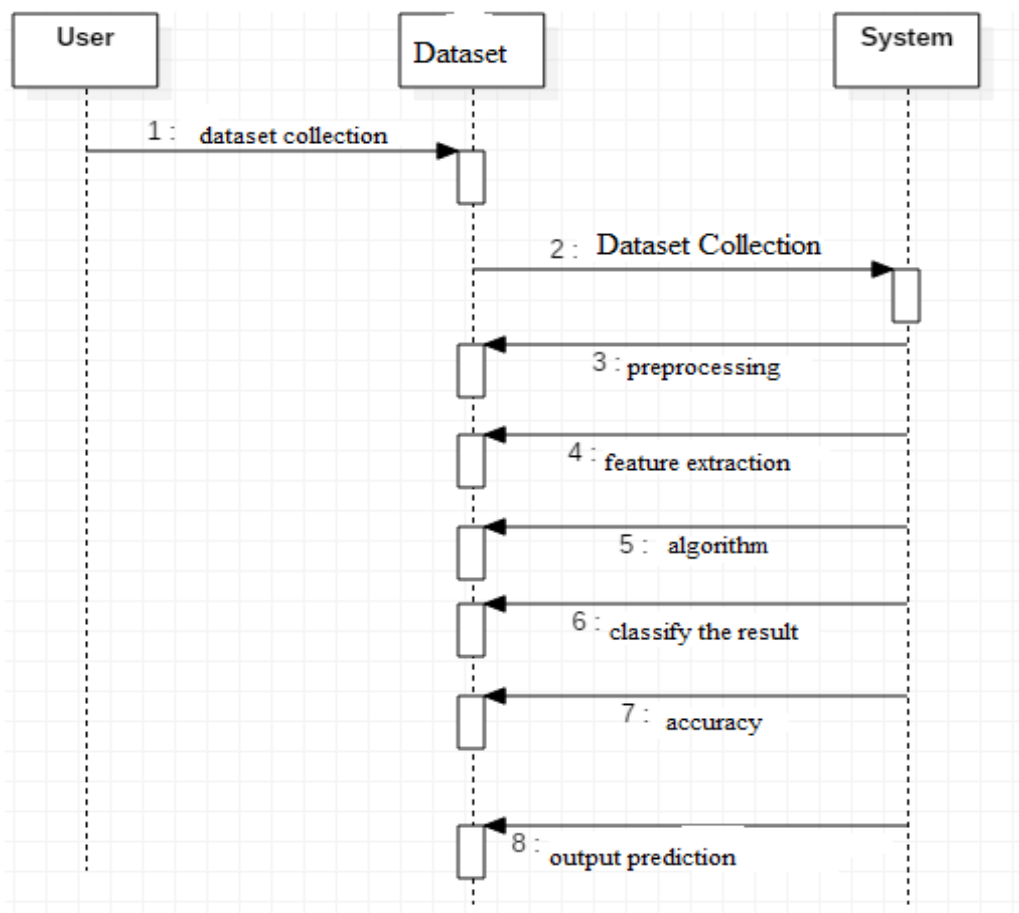 User
Dataset
System
1 : dataset collection
2 : Dataset Collection
3 : preprocessing
4 : feature extraction
5 : algorithm
6 : classify the result
7 : accuracy
8 : output prediction